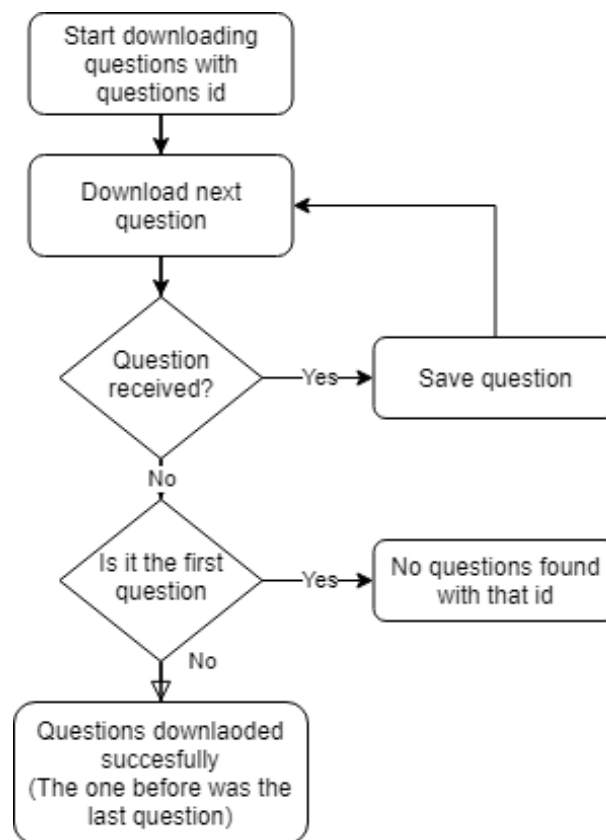 Start downloading
questions with
questions id
Download next
question
Question
received?
Yes
Save question
No
Is it the first
question
Yes
No questions found
with that id
No
Questions downlaoded
succesfully
(The one before was the
last question)